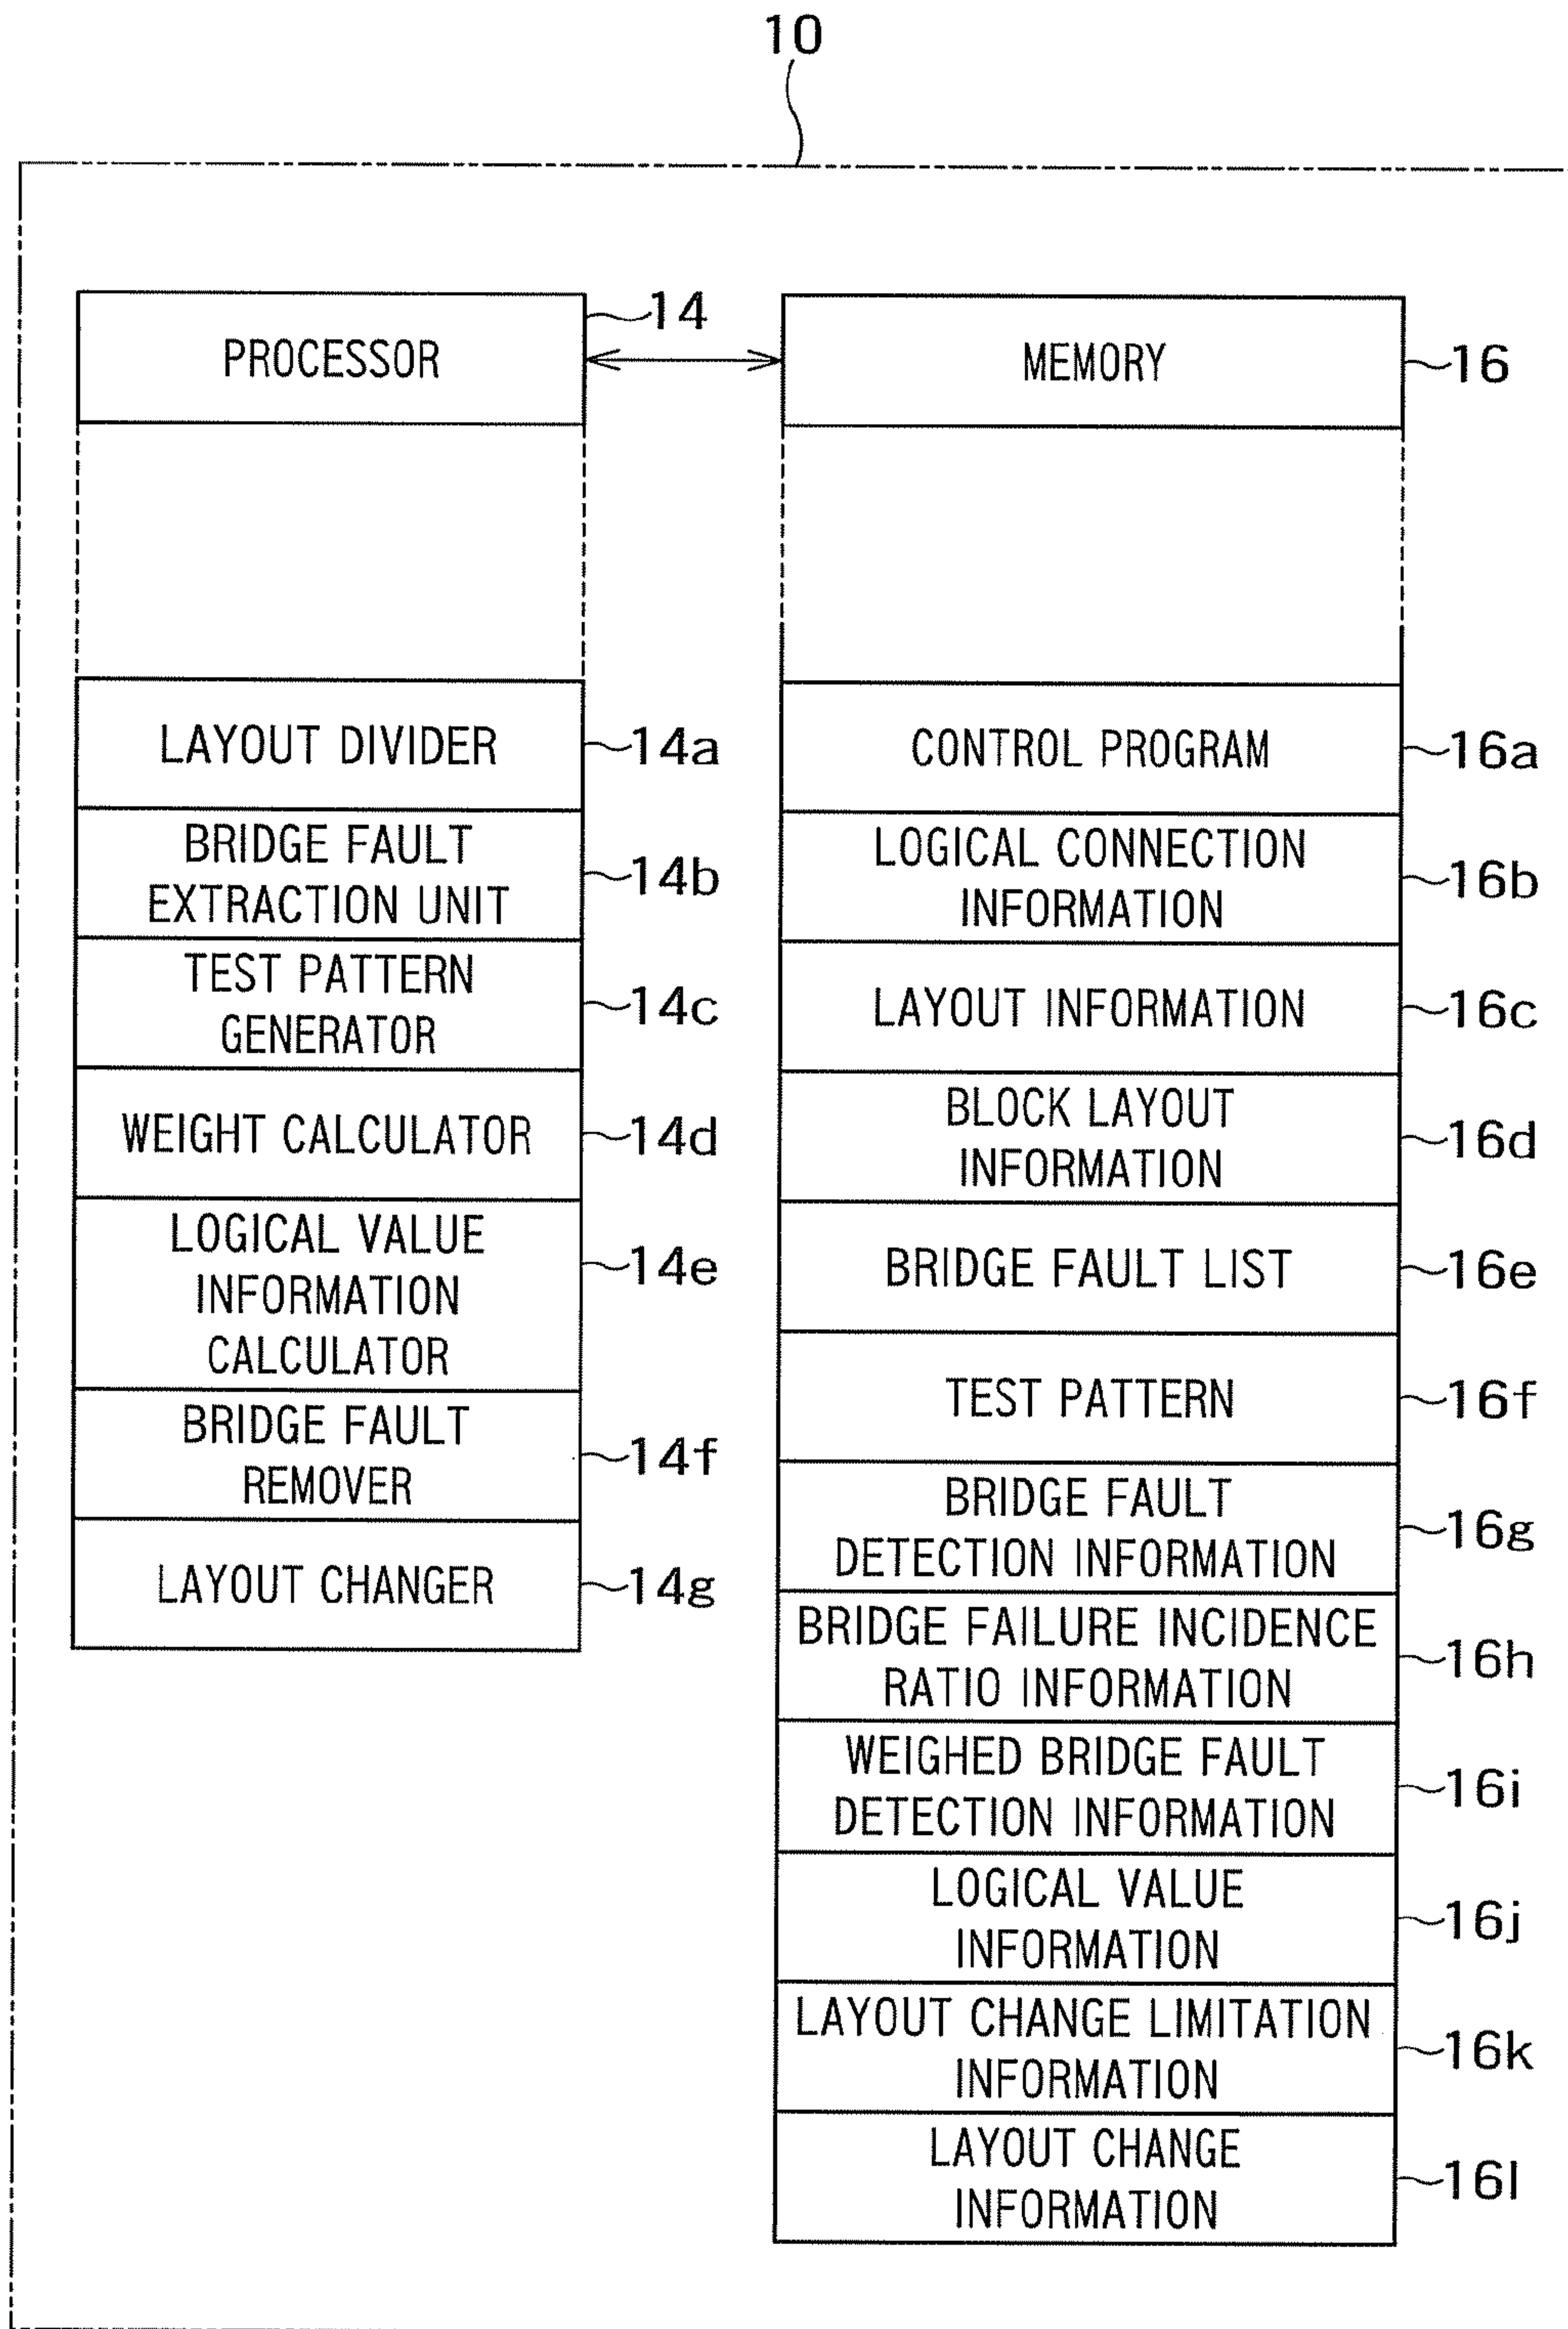 10
PROCESSOR
14
MEMORY
16
LAYOUT DIVIDER
14a
BRIDGE FAULT
EXTRACTION UNIT
14b
TEST PATTERN
GENERATOR
14c
WEIGHT CALCULATOR
14d
LOGICAL VALUE
INFORMATION
CALCULATOR
14e
BRIDGE FAULT
REMOVER
14f
LAYOUT CHANGER
14g
CONTROL PROGRAM
16a
LOGICAL CONNECTION
INFORMATION
16b
LAYOUT INFORMATION
16c
BLOCK LAYOUT
INFORMATION
16d
BRIDGE FAULT LIST
16e
TEST PATTERN
16f
BRIDGE FAULT
DETECTION INFORMATION
16g
BRIDGE FAILURE INCIDENCE
RATIO INFORMATION
16h
WEIGHED BRIDGE FAULT
DETECTION INFORMATION
16i
LOGICAL VALUE
INFORMATION
16j
LAYOUT CHANGE LIMITATION
INFORMATION
16k
LAYOUT CHANGE
INFORMATION
16l